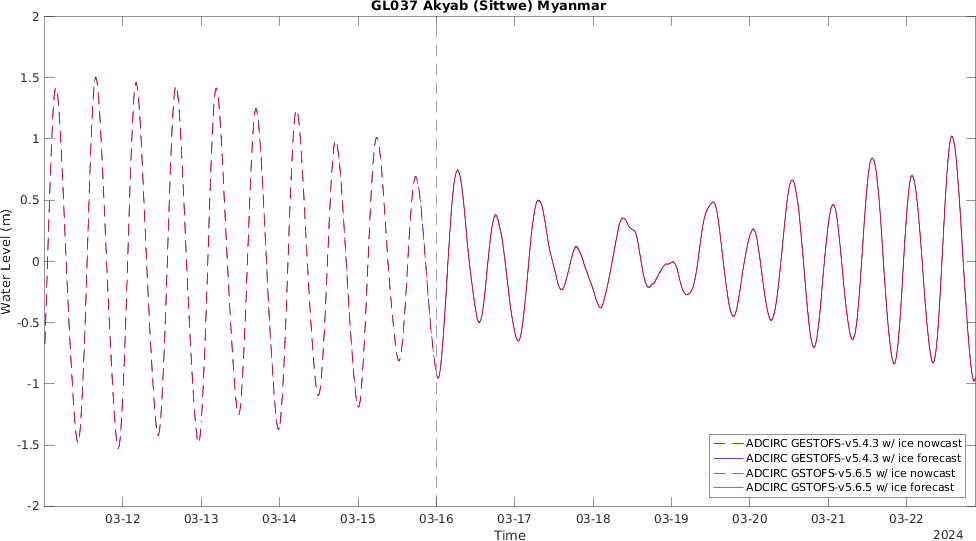 GL037 Akyab (Sittwe) Myanmar
2
1.5
1
0.5
0
-0.5
-1
-1.5
-2
Water Level (m)
ADCIRC GESTOFS-v5.4.3 w/ ice nowcast
ADCIRC GESTOFS-v5.4.3 w/ ice forecast
ADCIRC GSTOFS-v5.6.5 w/ ice nowcast
ADCIRC GSTOFS-v5.6.5 w/ ice forecast
03-12 03-13 03-14 03-15 03-16 03-17 03-18 03-19 03-20 03-21 03-22
Time
2024